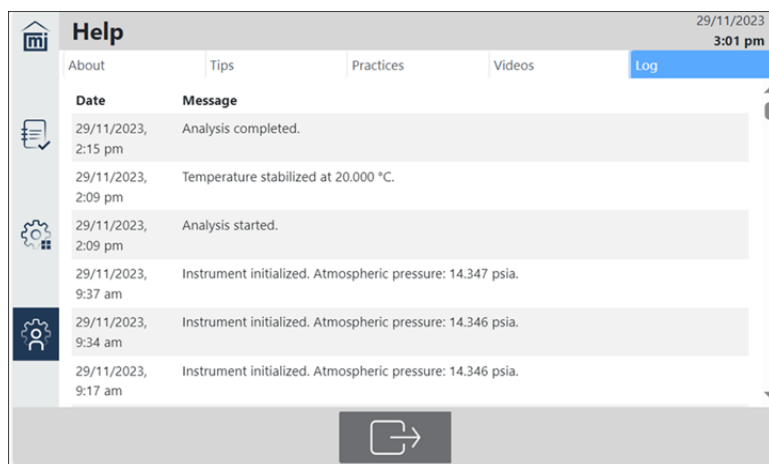 mi
Help
29/11/2023
3:01 pm
About Tips Practices Videos Log
Date Message
29/11/2023, Analysis completed.
2:15 pm
29/11/2023, Temperature stabilized at 20.000 °C.
2:09 pm
29/11/2023, Analysis started.
2:09 pm
29/11/2023, Instrument initialized. Atmospheric pressure: 14.347 psia.
9:37 am
29/11/2023, Instrument initialized. Atmospheric pressure: 14.346 psia.
9:34 am
29/11/2023, Instrument initialized. Atmospheric pressure: 14.346 psia.
9:17 am